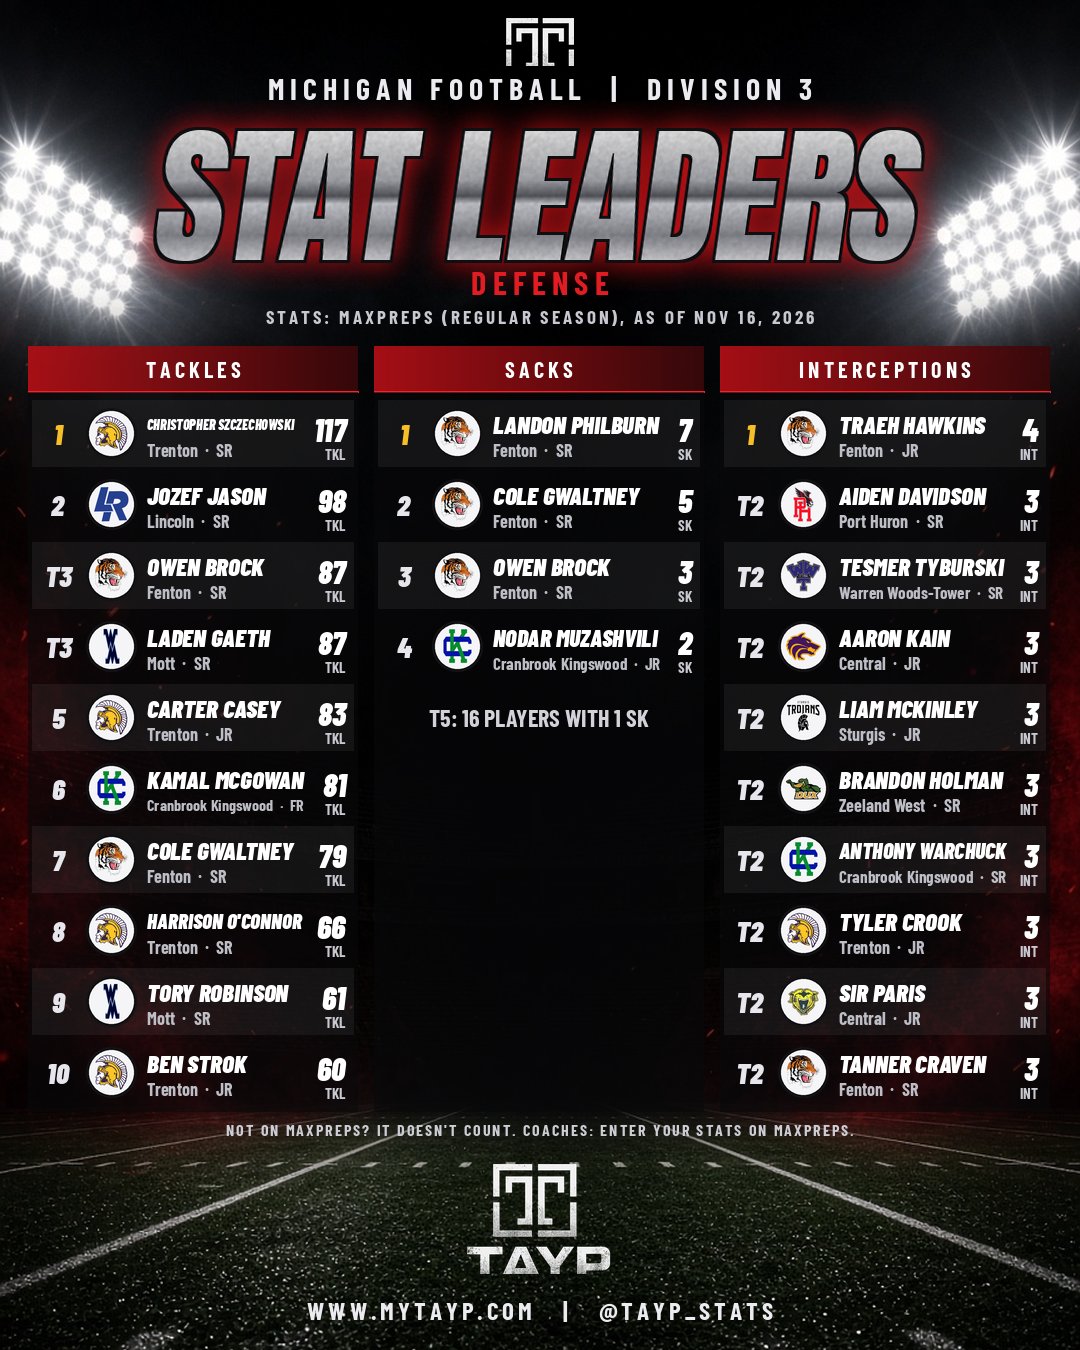 MICHIGAN FOOTBALL | DIVISION 3
STAT LEADERS
DEFENSE
STATS: MAXPREPS (REGULAR SEASON), AS OF NOV 16, 2026
TACKLES
1 CHRISTOPHER SZCZECHOWSKI 117
Trenton · SR TKL
2 JOZEF JASON 98
Lincoln · SR TKL
T3 OWEN BROCK 87
Fenton · SR TKL
T3 LADEN GAETH 87
Mott · SR TKL
5 CARTER CASEY 83
Trenton · JR TKL
6 KAMAL MCGOWAN 81
Cranbrook Kingswood · FR TKL
7 COLE GWALTNEY 79
Fenton · SR TKL
8 HARRISON O'CONNOR 66
Trenton · SR TKL
9 TORY ROBINSON 61
Mott · SR TKL
10 BEN STROK 60
Trenton · JR TKL
SACKS
1 LANDON PHILBURN 7
Fenton · SR SK
2 COLE GWALTNEY 5
Fenton · SR SK
3 OWEN BROCK 3
Fenton · SR SK
4 NODAR MUZASHVILI 2
Cranbrook Kingswood · JR SK
T5: 16 PLAYERS WITH 1 SK
INTERCEPTIONS
1 TRAEH HAWKINS 4
Fenton · JR INT
T2 AIDEN DAVIDSON 3
Port Huron · SR INT
T2 TESMER TYBURSKI 3
Warren Woods-Tower · SR INT
T2 AARON KAIN 3
Central · JR INT
T2 LIAM MCKINLEY 3
TROJANS
Sturgis · JR INT
T2 BRANDON HOLMAN 3
Zeeland West · SR INT
T2 ANTHONY WARCHUCK 3
Cranbrook Kingswood · SR INT
T2 TYLER CROOK 3
Trenton · JR INT
T2 SIR PARIS 3
Central · JR INT
T2 TANNER CRAVEN 3
Fenton · SR INT
NOT ON MAXPREPS? IT DOESN'T COUNT. COACHES: ENTER YOUR STATS ON MAXPREPS.
TAYP
WWW.MYTAYP.COM | @TAYP_STATS